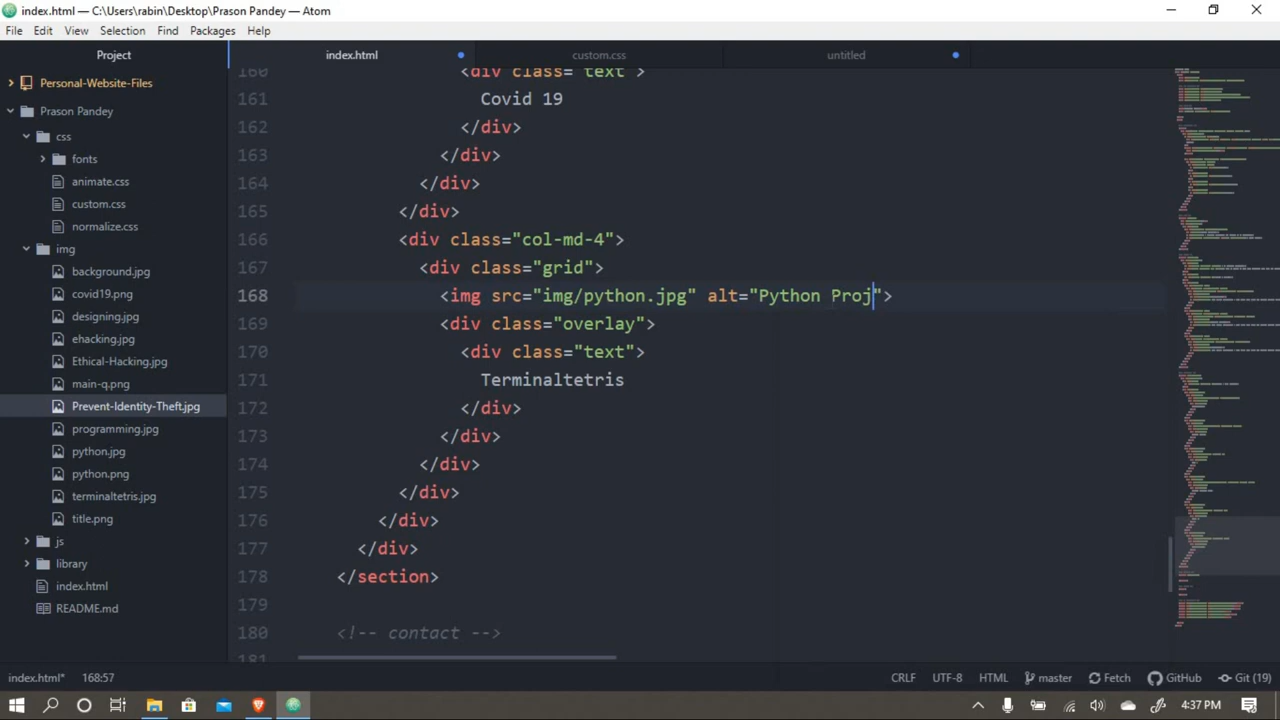 index.html — C:\Users\rabin\Desktop\Prason Pandey — Atom
File Edit View Selection Find Packages Help
Project
index.html custom.css untitled
Personal-Website-Files
Prason Pandey
css
fonts
animate.css
custom.css
normalize.css
img
background.jpg
covid19.png
designing.jpg
ehacking.jpg
Ethical-Hacking.jpg
main-q.png
Prevent-Identity-Theft.jpg
programming.jpg
python.jpg
python.png
terminaltetris.jpg
title.png
js
library
index.html
README.md
160 <div class="text">
161 Covid 19
162 </div>
163 </div>
164 </div>
165 </div>
166 <div class="col-md-4">
167 <div class="grid">
168 <img src="img/python.jpg" alt="Python Proj">
169 <div class="overlay">
170 <div class="text">
171 Terminaltetris
172 </div>
173 </div>
174 </div>
175 </div>
176 </div>
177 </div>
178 </section>
179
180 <!-- contact -->
181
index.html* 168:57 CRLF UTF-8 HTML master Fetch GitHub Git (19)
4:37 PM